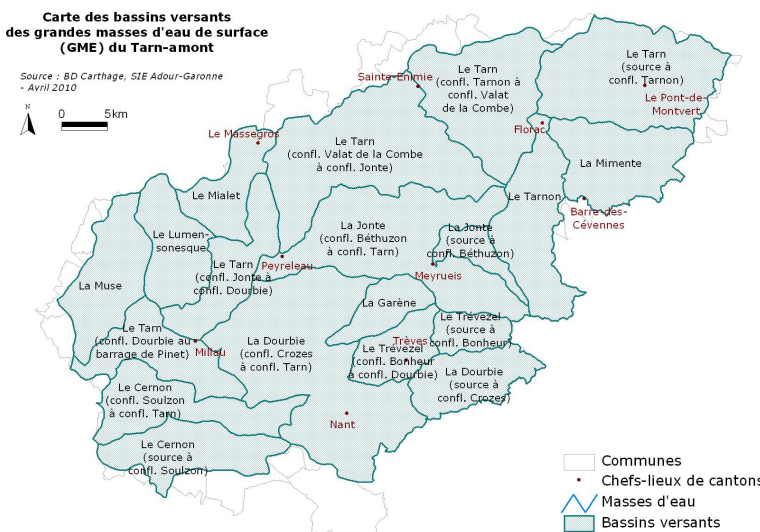 Carte des bassins versants
des grandes masses d'eau de surface
(GME) du Tarn-amont
Source : BD Carthage, SIE Adour-Garonne
- Avril 2010
N
0 5km
Le Tarn
(source à
confl. Tarnon)
Le Pont-de-
Montvert
Le Tarn
(confl. Tarnon à
confl. Valat
de la Combe)
Sainte-Enimie
Florac
Le Massegros
Le Tarn
(confl. Valat de la Combe
à confl. Jonte)
La Mimente
Le Mialet
Le Tarnon
Barre-des-
Cévennes
La Jonte
(confl. Béthuzon
à confl. Tarn)
La Jonte
(source à
confl. Béthuzon)
Le Lumen-
sonesque
Le Tarn
(confl. Jonte à
confl. Dourbie)
Peyreleau
Meyrueis
La Muse
La Garène
Le Trévezel
(source à
confl. Bonheur)
Le Tarn
(confl. Dourbie au
barrage de Pinet)
Millau
La Dourbie
(confl. Crozes
à confl. Tarn)
Trèves
Le Trévezel
(confl. Bonheur
à confl. Dourbie)
La Dourbie
(source à
confl. Crozes)
Le Cernon
(confl. Soulzon
à confl. Tarn)
Nant
Le Cernon
(source à
confl. Soulzon)
Communes
Chefs-lieux de cantons
Masses d'eau
Bassins versants